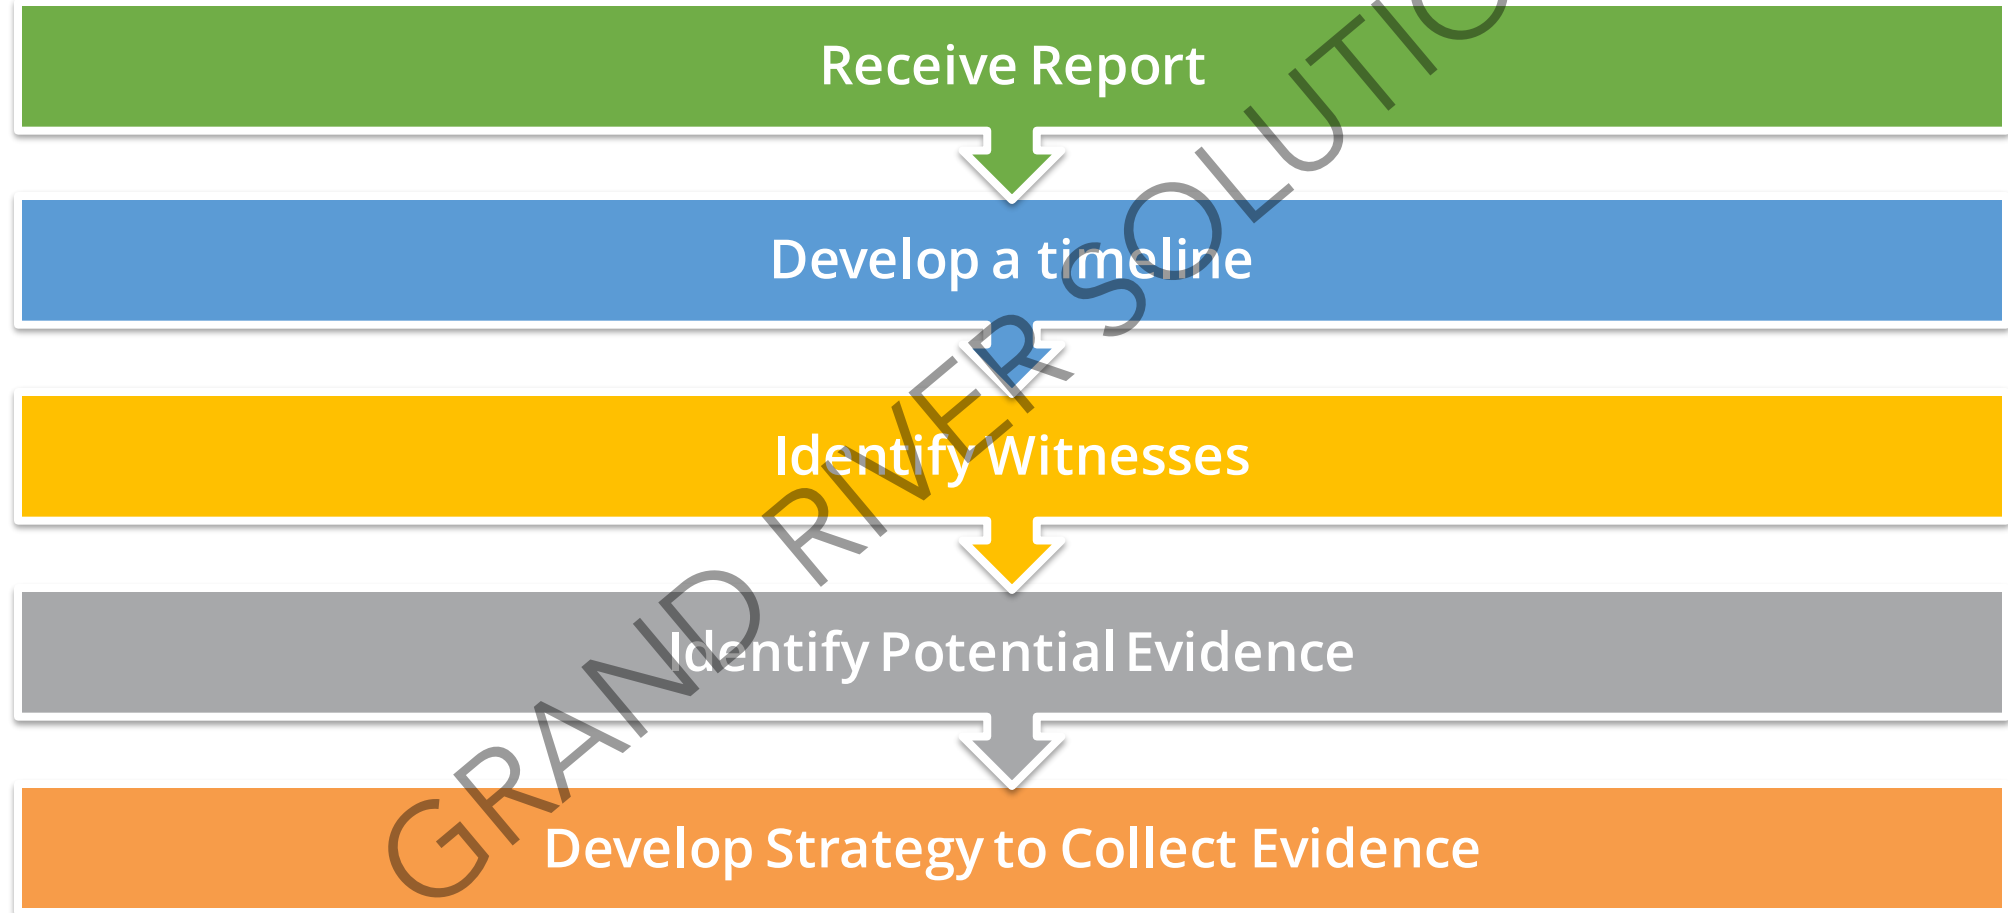 Receive Report
Develop a timeline
Identify Witnesses
Identify Potential Evidence
Develop Strategy to Collect Evidence
GRAND RIVER SOLUTIO